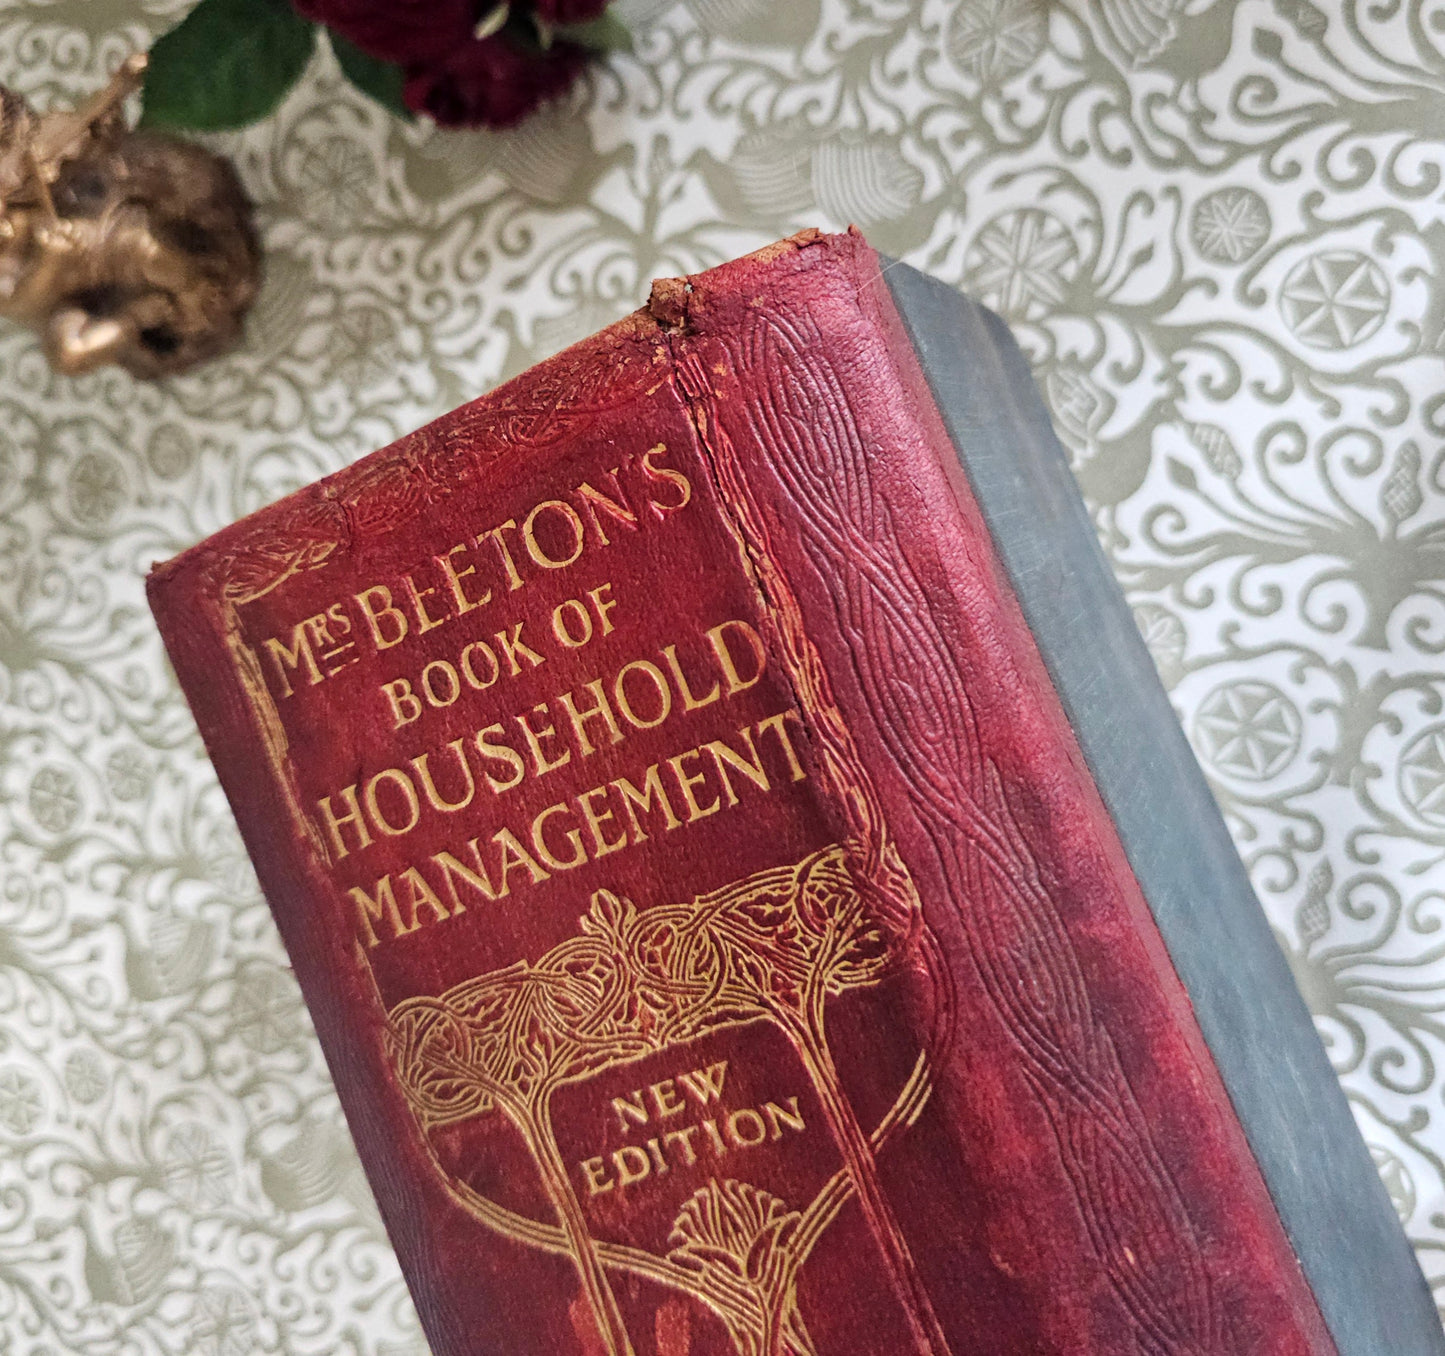 MRS BEETON'S
BOOK OF
HOUSEHOLD
MANAGEMENT
NEW
EDITION